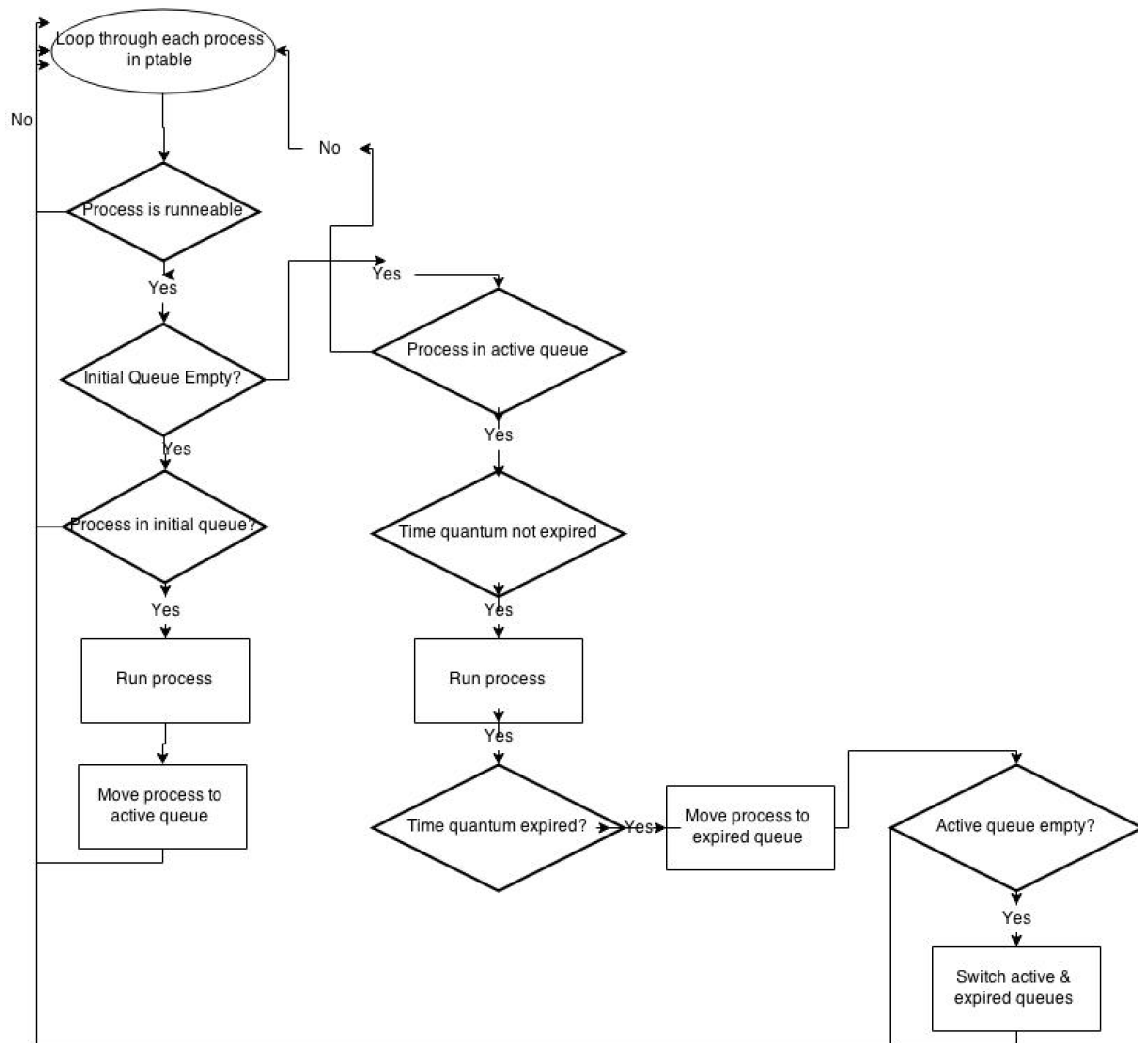 Loop through each process
in ptable
No
No
Process is runneable
Yes
Yes
Process in active queue
Initial Queue Empty?
Yes
Yes
Process in initial queue?
Time quantum not expired
Yes
Yes
Run process
Run process
Yes
Move process to
active queue
Time quantum expired?
Yes
Move process to
expired queue
Active queue empty?
Yes
Switch active &
expired queues